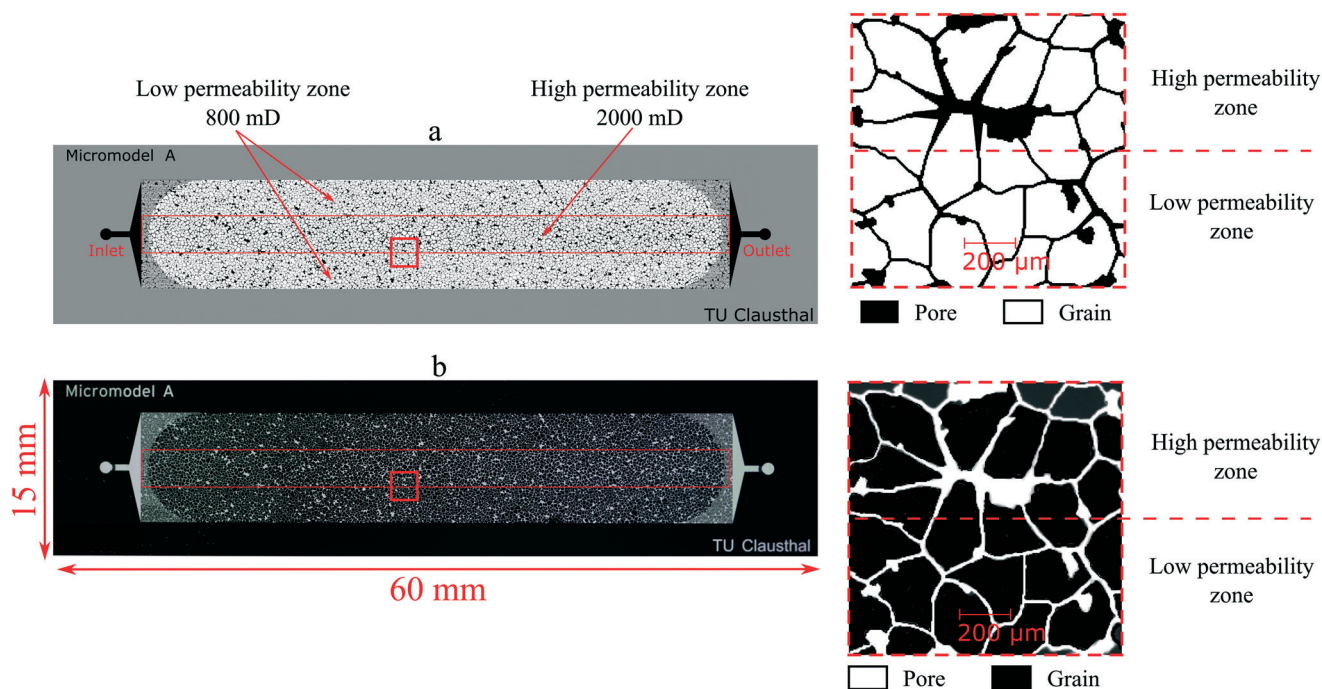 Low permeability zone
800 mD
High permeability zone
2000 mD
a
Micromodel A
Inlet
Outlet
TU Clausthal
High permeability
zone
Low permeability
zone
200 µm
Pore
Grain
b
Micromodel A
TU Clausthal
15 mm
60 mm
High permeability
zone
Low permeability
zone
200 µm
Pore
Grain